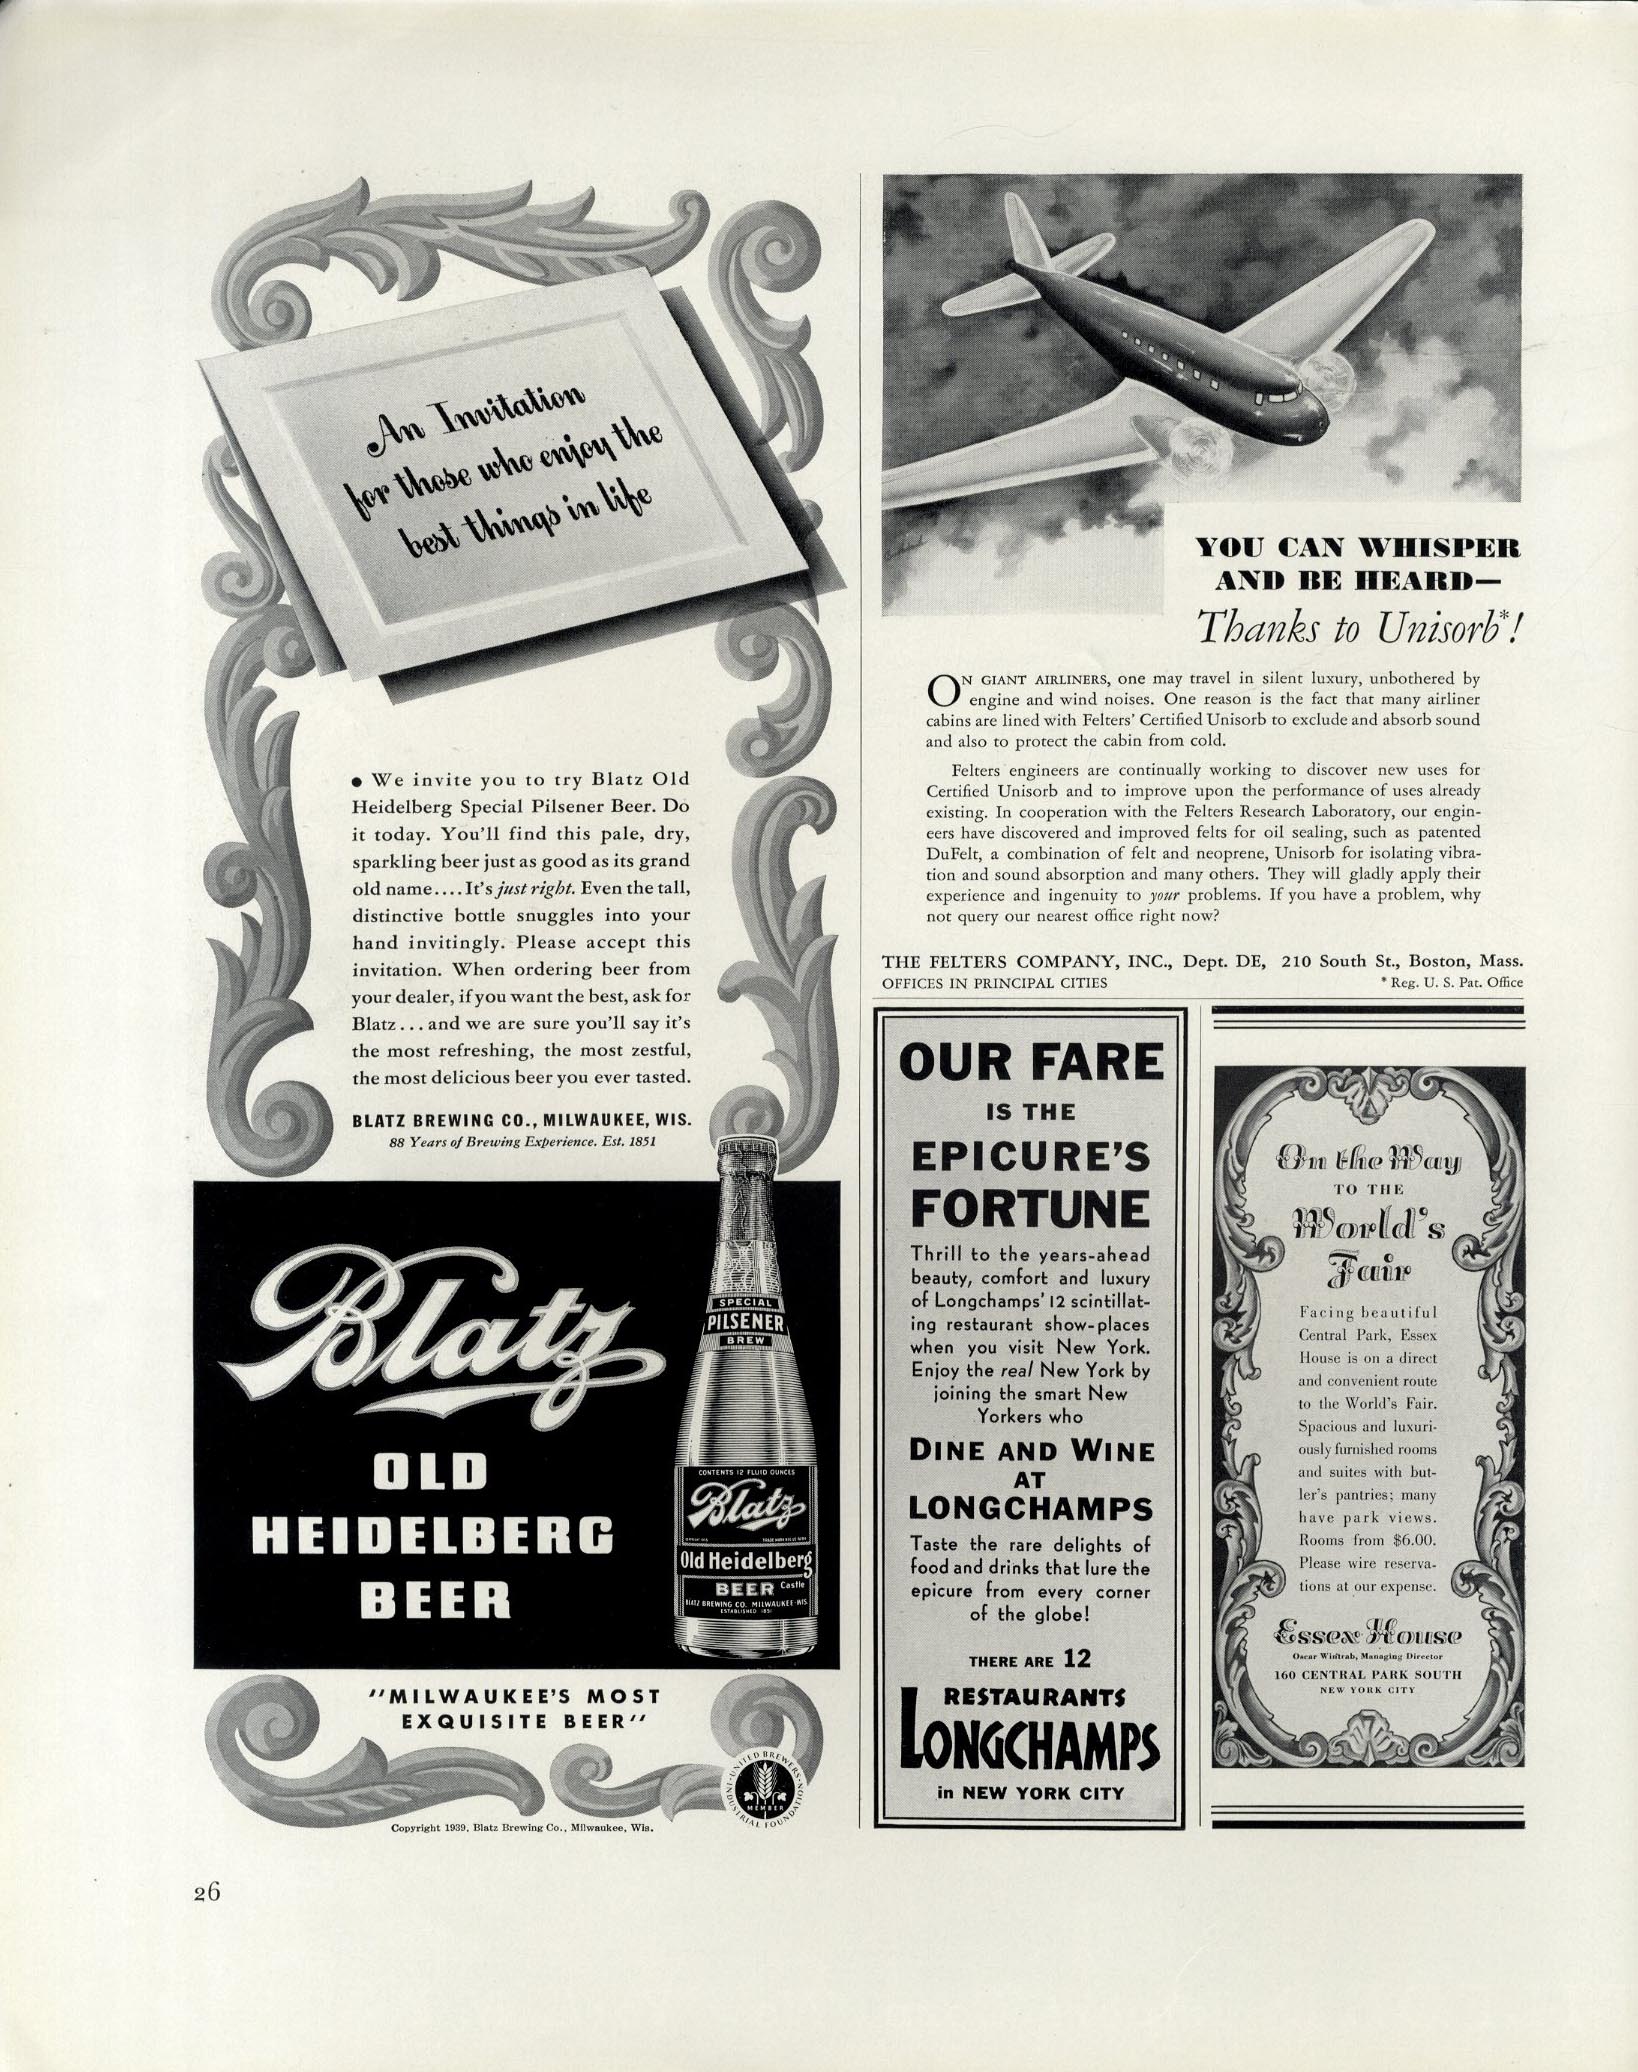 An Invitation
for those who enjoy the
best things in life
• We invite you to try Blatz Old
Heidelberg Special Pilsener Beer. Do
it today. You'll find this pale, dry,
sparkling beer just as good as its grand
old name....It's just right. Even the tall,
distinctive bottle snuggles into your
hand invitingly. Please accept this
invitation. When ordering beer from
your dealer, if you want the best, ask for
Blatz...and we are sure you'll say it's
the most refreshing, the most zestful,
the most delicious beer you ever tasted.
BLATZ BREWING CO., MILWAUKEE, WIS.
88 Years of Brewing Experience. Est. 1851
Blatz
OLD
HEIDELBERG
BEER
SPECIAL
PILSENER
BREW
CONTENTS 12 FLUID OUNCES
Blatz
Old Heidelberg
BEER Castle
BLATZ BREWING CO. MILWAUKEE-WIS
ESTABLISHED 1851
"MILWAUKEE'S MOST
EXQUISITE BEER"
UNITED BREWERS INDUSTRIAL FOUNDATION
MEMBER
Copyright 1939, Blatz Brewing Co., Milwaukee, Wis.
26
YOU CAN WHISPER
AND BE HEARD—
Thanks to Unisorb*!
ON GIANT AIRLINERS, one may travel in silent luxury, unbothered by
engine and wind noises. One reason is the fact that many airliner
cabins are lined with Felters' Certified Unisorb to exclude and absorb sound
and also to protect the cabin from cold.
Felters engineers are continually working to discover new uses for
Certified Unisorb and to improve upon the performance of uses already
existing. In cooperation with the Felters Research Laboratory, our engin-
eers have discovered and improved felts for oil sealing, such as patented
DuFelt, a combination of felt and neoprene, Unisorb for isolating vibra-
tion and sound absorption and many others. They will gladly apply their
experience and ingenuity to your problems. If you have a problem, why
not query our nearest office right now?
THE FELTERS COMPANY, INC., Dept. DE, 210 South St., Boston, Mass.
OFFICES IN PRINCIPAL CITIES * Reg. U. S. Pat. Office
OUR FARE
IS THE
EPICURE'S
FORTUNE
Thrill to the years-ahead
beauty, comfort and luxury
of Longchamps' 12 scintillat-
ing restaurant show-places
when you visit New York.
Enjoy the real New York by
joining the smart New
Yorkers who
DINE AND WINE
AT
LONGCHAMPS
Taste the rare delights of
food and drinks that lure the
epicure from every corner
of the globe!
THERE ARE 12
RESTAURANTS
LONGCHAMPS
in NEW YORK CITY
On the Way
TO THE
World's
Fair
Facing beautiful
Central Park, Essex
House is on a direct
and convenient route
to the World's Fair.
Spacious and luxuri-
ously furnished rooms
and suites with but-
ler's pantries; many
have park views.
Rooms from $6.00.
Please wire reserva-
tions at our expense.
Essex House
Oscar Wintrab, Managing Director
160 CENTRAL PARK SOUTH
NEW YORK CITY